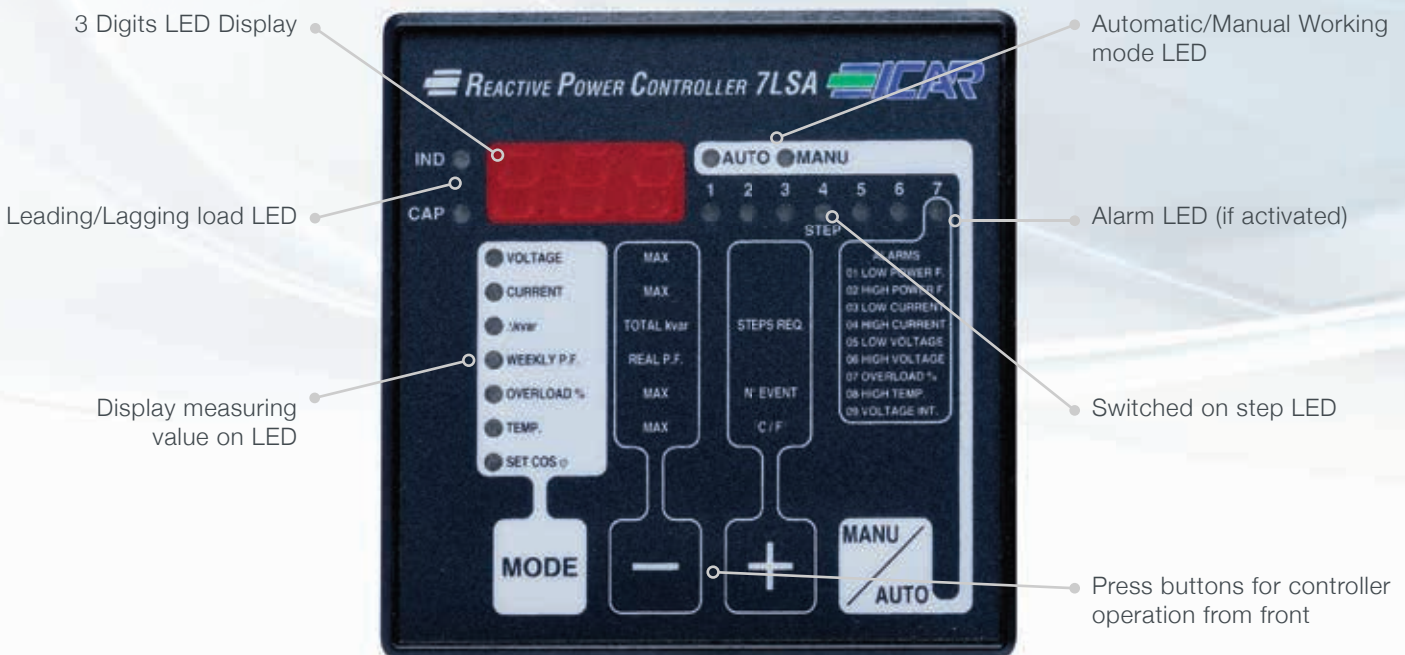 3 Digits LED Display
Automatic/Manual Working
mode LED
REACTIVE POWER CONTROLLER 7LSA ICAR
IND
AUTO MANU
1 2 3 4 5 6 7
Leading/Lagging load LED
CAP
STEP
Alarm LED (if activated)
VOLTAGE MAX
CURRENT MAX
Δkvar TOTAL kvar STEPS REQ.
WEEKLY P.F. REAL P.F.
OVERLOAD % MAX N° EVENT
TEMP. MAX °C / F
SET COS φ
ALARMS
01 LOW POWER F.
02 HIGH POWER F.
03 LOW CURRENT
04 HIGH CURRENT
05 LOW VOLTAGE
06 HIGH VOLTAGE
07 OVERLOAD %
08 HIGH TEMP.
09 VOLTAGE INT.
Display measuring
value on LED
Switched on step LED
MODE
−
+
MANU
/
AUTO
Press buttons for controller
operation from front